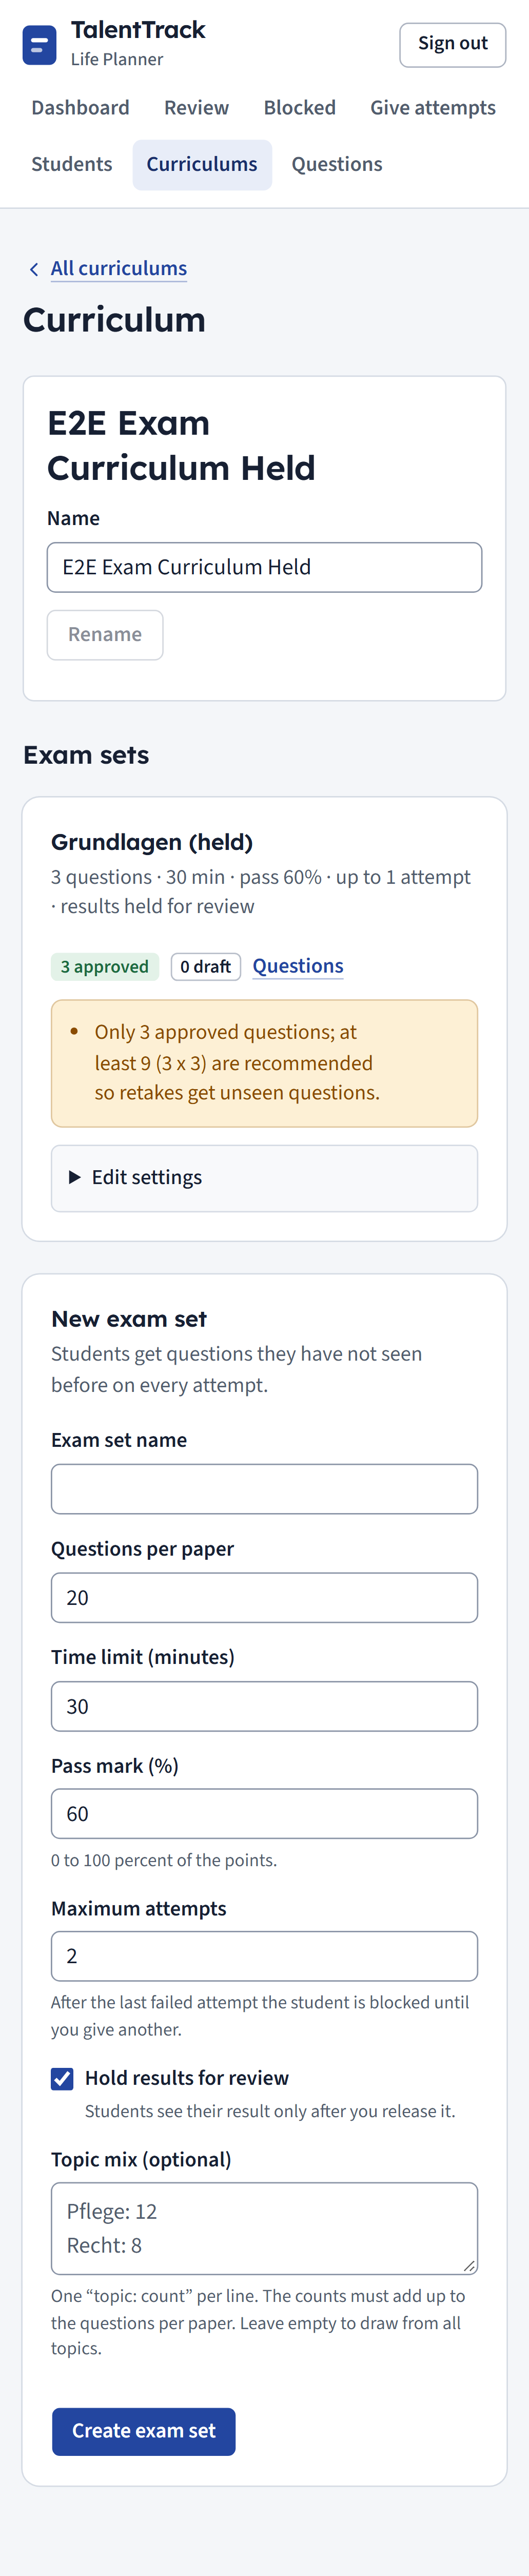 TalentTrack
Life Planner
Sign out
Dashboard Review Blocked Give attempts
Students Curriculums Questions
All curriculums
Curriculum
E2E Exam
Curriculum Held
Name
E2E Exam Curriculum Held
Rename
Exam sets
Grundlagen (held)
3 questions · 30 min · pass 60% · up to 1 attempt
· results held for review
3 approved 0 draft Questions
• Only 3 approved questions; at
least 9 (3 x 3) are recommended
so retakes get unseen questions.
Edit settings
New exam set
Students get questions they have not seen
before on every attempt.
Exam set name
Questions per paper
20
Time limit (minutes)
30
Pass mark (%)
60
0 to 100 percent of the points.
Maximum attempts
2
After the last failed attempt the student is blocked until
you give another.
Hold results for review
Students see their result only after you release it.
Topic mix (optional)
Pflege: 12
Recht: 8
One “topic: count” per line. The counts must add up to
the questions per paper. Leave empty to draw from all
topics.
Create exam set